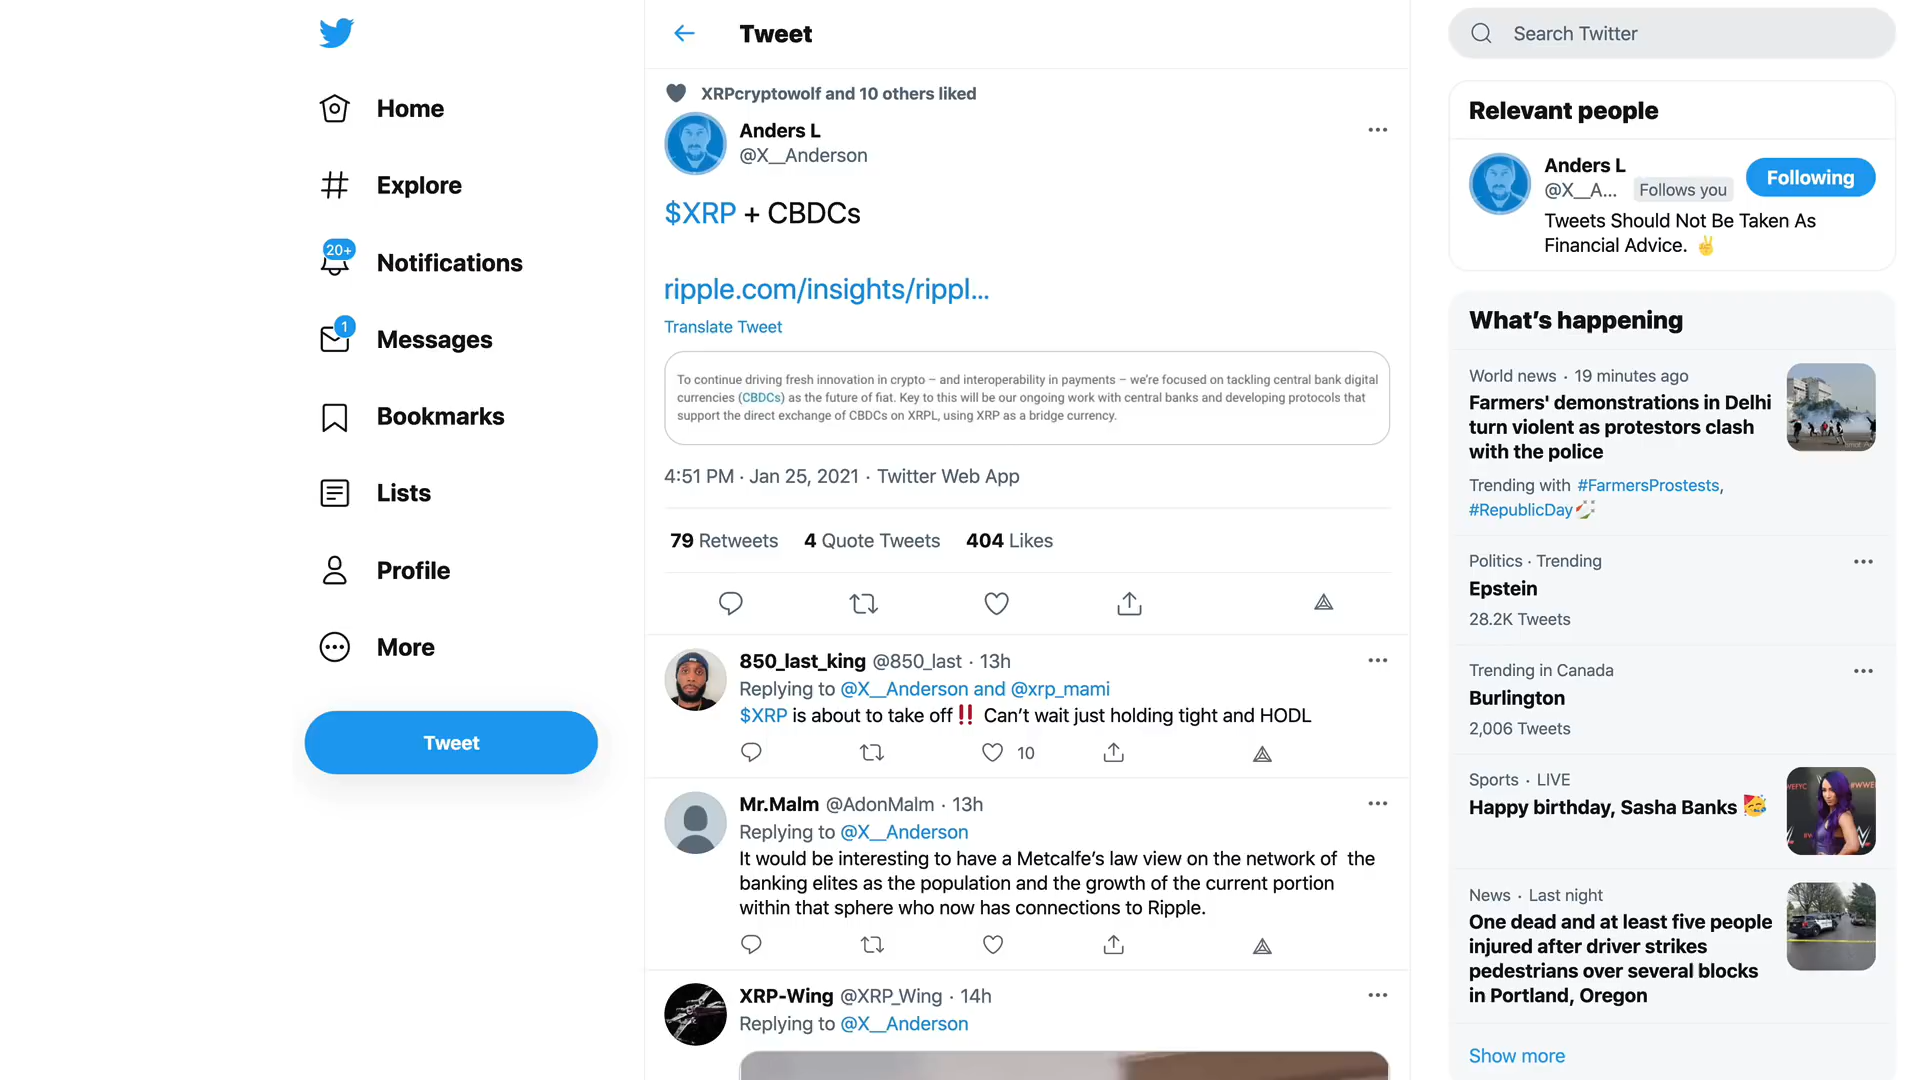 Home
Explore
20+
Notifications
1
Messages
Bookmarks
Lists
Profile
More
Tweet
Tweet
XRPcryptowolf and 10 others liked
Anders L
@X__Anderson
$XRP + CBDCs
ripple.com/insights/rippl...
Translate Tweet
To continue driving fresh innovation in crypto – and interoperability in payments – we're focused on tackling central bank digital
currencies (CBDCs) as the future of fiat. Key to this will be our ongoing work with central banks and developing protocols that
support the direct exchange of CBDCs on XRPL, using XRP as a bridge currency.
4:51 PM · Jan 25, 2021 · Twitter Web App
79 Retweets 4 Quote Tweets 404 Likes
850_last_king @850_last · 13h
Replying to @X__Anderson and @xrp_mami
$XRP is about to take off‼️ Can't wait just holding tight and HODL
10
Mr.Malm @AdonMalm · 13h
Replying to @X__Anderson
It would be interesting to have a Metcalfe's law view on the network of the
banking elites as the population and the growth of the current portion
within that sphere who now has connections to Ripple.
XRP-Wing @XRP_Wing · 14h
Replying to @X__Anderson
Search Twitter
Relevant people
Anders L
@X__A... Follows you
Following
Tweets Should Not Be Taken As
Financial Advice. ✌️
What's happening
World news · 19 minutes ago
Farmers' demonstrations in Delhi
turn violent as protestors clash
with the police
Trending with #FarmersProstests,
#RepublicDay
Politics · Trending
Epstein
28.2K Tweets
Trending in Canada
Burlington
2,006 Tweets
Sports · LIVE
Happy birthday, Sasha Banks 🥳
News · Last night
One dead and at least five people
injured after driver strikes
pedestrians over several blocks
in Portland, Oregon
Show more